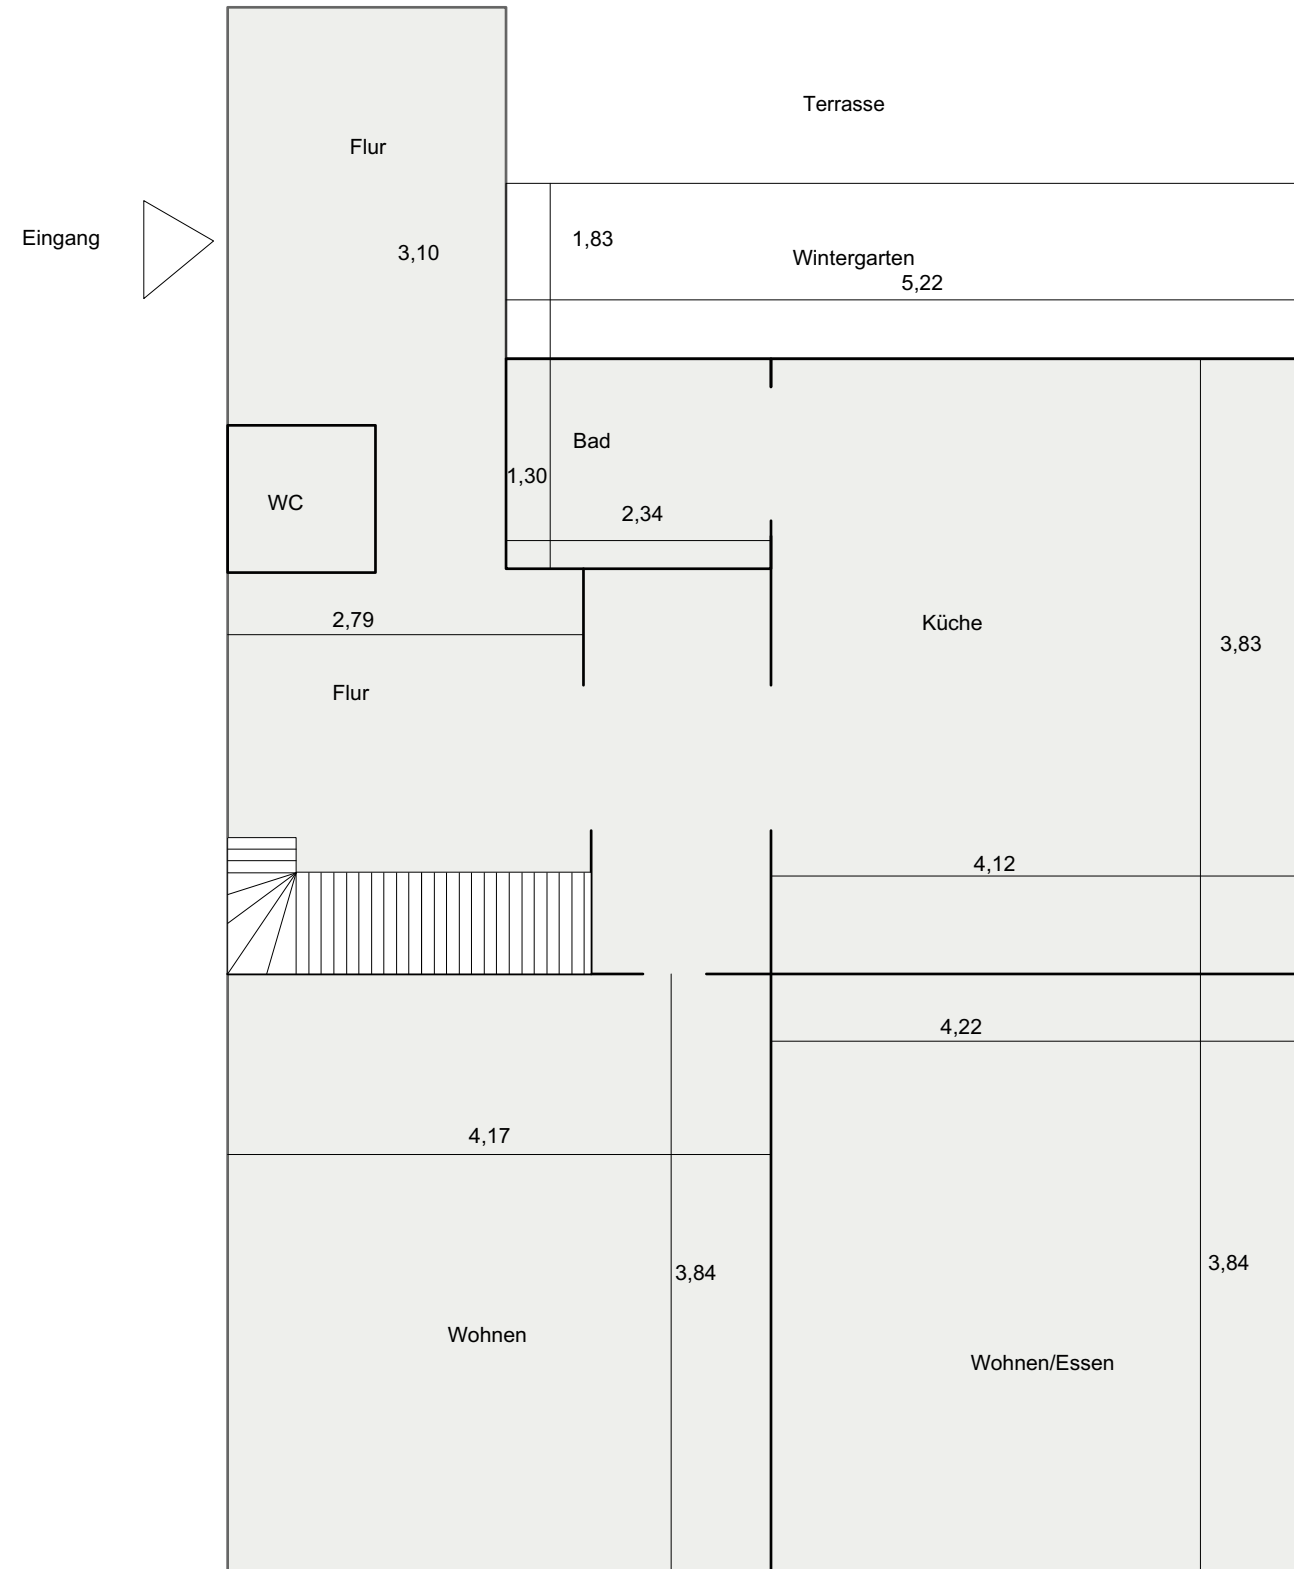 Terrasse
Flur
Eingang
1,83
3,10
Wintergarten
5,22
Bad
1,30
WC
2,34
2,79
Küche
3,83
Flur
4,12
4,22
4,17
3,84
3,84
Wohnen
Wohnen/Essen